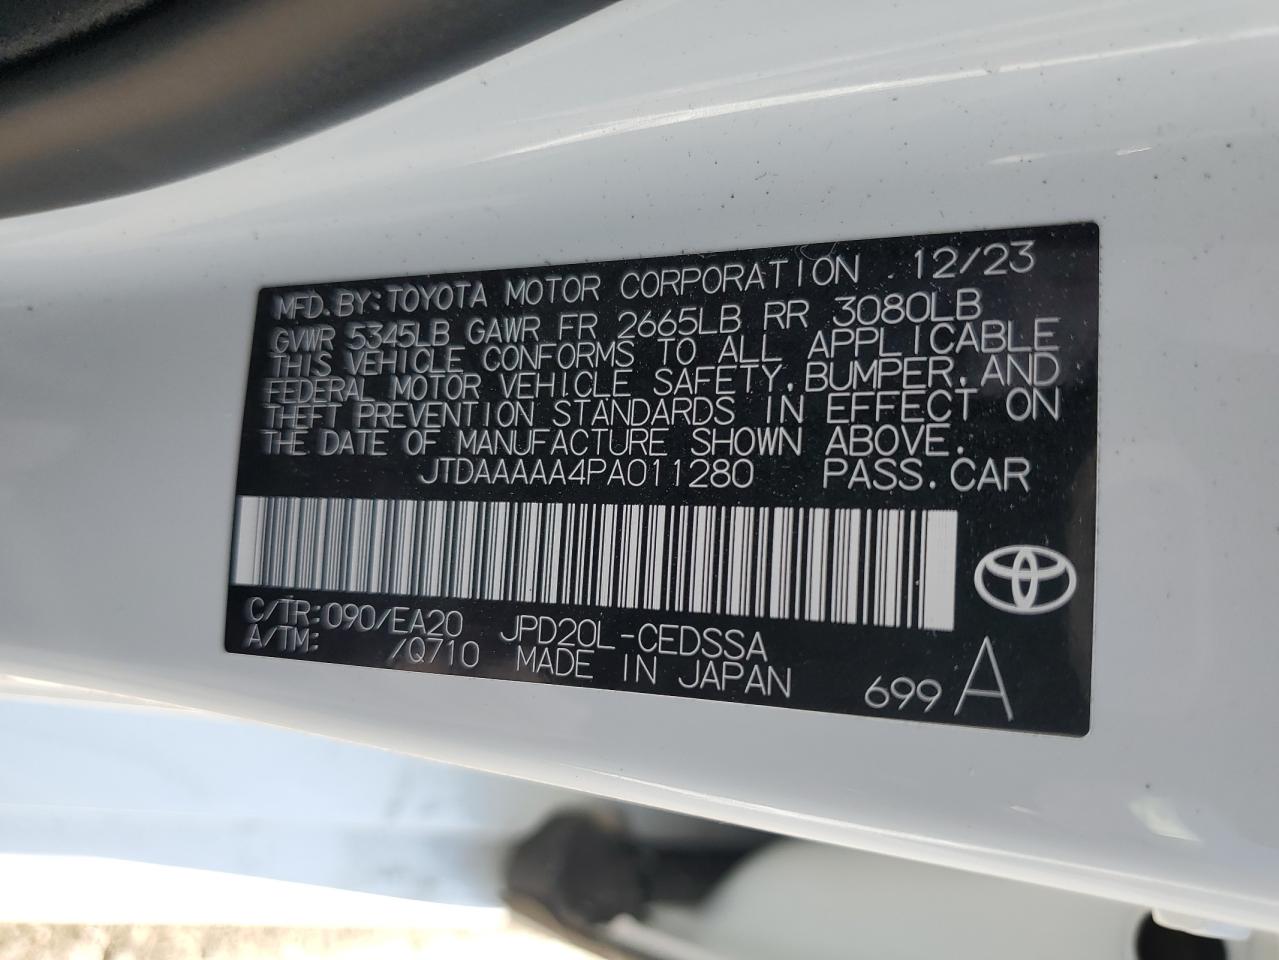 MFD.BY:TOYOTA MOTOR CORPORATION 12/23
GVWR 5345LB GAWR FR 2665LB RR 3080LB
THIS VEHICLE CONFORMS TO ALL APPLICABLE
FEDERAL MOTOR VEHICLE SAFETY,BUMPER,AND
THEFT PREVENTION STANDARDS IN EFFECT ON
THE DATE OF MANUFACTURE SHOWN ABOVE.
JTDAAAAA4PA011280 PASS.CAR
C/TR:090/EA20 JPD20L-CEDSSA
A/TM: /Q710 MADE IN JAPAN
699 A